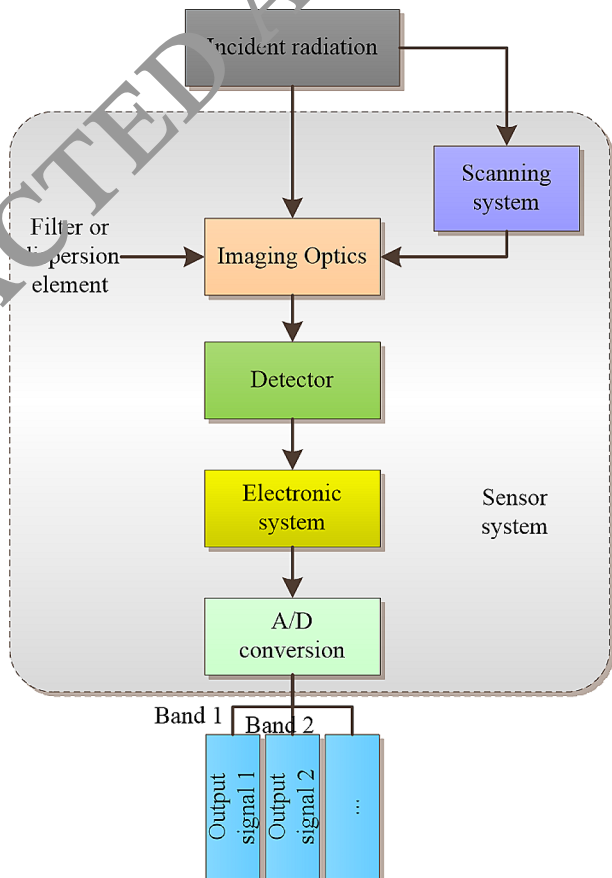 Incident radiation
Scanning
system
Filter or
dispersion
element
Imaging Optics
Detector
Electronic
system
Sensor
system
A/D
conversion
Band 1
Band 2
Output
signal 1
Output
signal 2
...